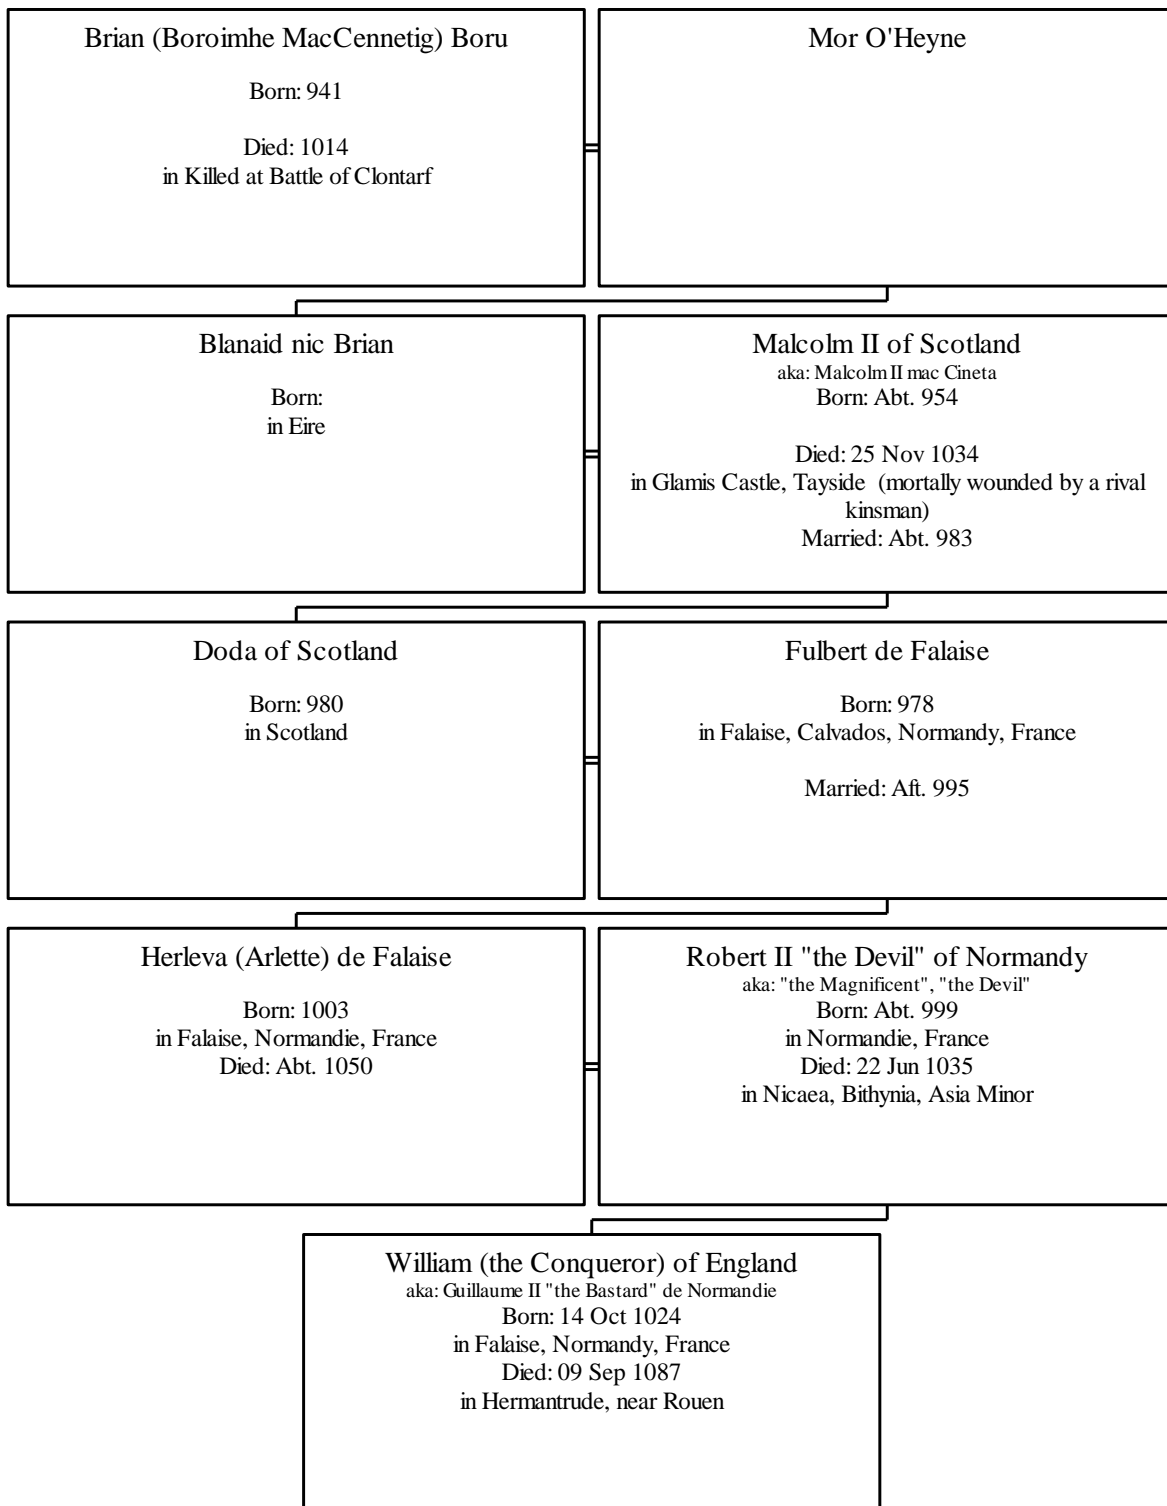 Brian (Boroimhe MacCennetig) Boru
Born: 941
Died: 1014
in Killed at Battle of Clontarf
Mor O'Heyne
Blanaid nic Brian
Born:
in Eire
Malcolm II of Scotland
aka: Malcolm II mac Cineta
Born: Abt. 954
Died: 25 Nov 1034
in Glamis Castle, Tayside (mortally wounded by a rival
kinsman)
Married: Abt. 983
Doda of Scotland
Born: 980
in Scotland
Fulbert de Falaise
Born: 978
in Falaise, Calvados, Normandy, France
Married: Aft. 995
Herleva (Arlette) de Falaise
Born: 1003
in Falaise, Normandie, France
Died: Abt. 1050
Robert II "the Devil" of Normandy
aka: "the Magnificent", "the Devil"
Born: Abt. 999
in Normandie, France
Died: 22 Jun 1035
in Nicaea, Bithynia, Asia Minor
William (the Conqueror) of England
aka: Guillaume II "the Bastard" de Normandie
Born: 14 Oct 1024
in Falaise, Normandy, France
Died: 09 Sep 1087
in Hermantrude, near Rouen